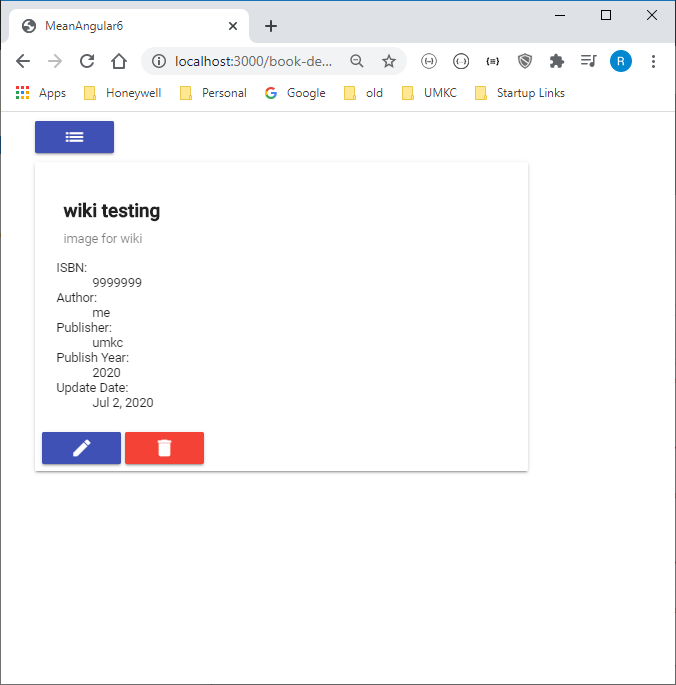 MeanAngular6
localhost:3000/book-de...
R
Apps Honeywell Personal Google old UMKC Startup Links
wiki testing
image for wiki
ISBN:
9999999
Author:
me
Publisher:
umkc
Publish Year:
2020
Update Date:
Jul 2, 2020